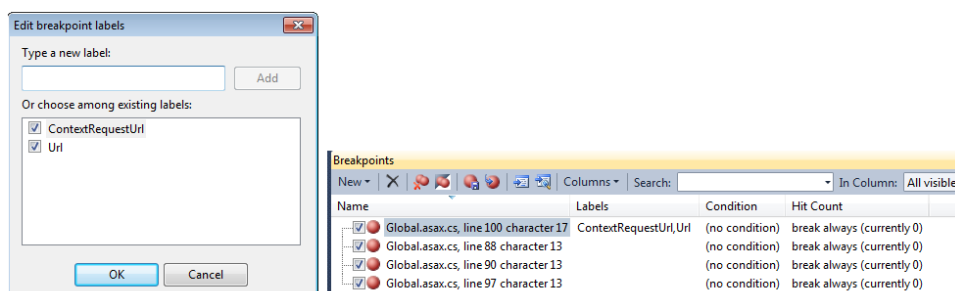 Edit breakpoint labels
Type a new label:
Add
Or choose among existing labels:
ContextRequestUrl
Url
OK
Cancel
Breakpoints
New
Columns
Search:
In Column:
All visible
Name
Labels
Condition
Hit Count
Global.asax.cs, line 100 character 17
ContextRequestUrl,Url
(no condition)
break always (currently 0)
Global.asax.cs, line 88 character 13
(no condition)
break always (currently 0)
Global.asax.cs, line 90 character 13
(no condition)
break always (currently 0)
Global.asax.cs, line 97 character 13
(no condition)
break always (currently 0)